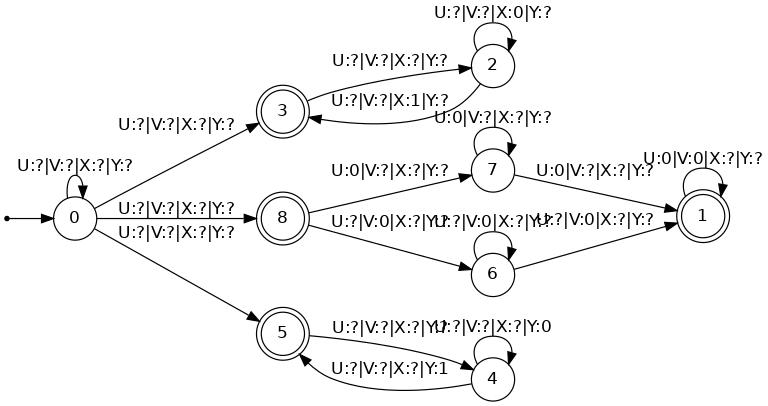 U:?|V:?|X:0|Y:?
2
U:?|V:?|X:?|Y:?
U:?|V:?|X:1|Y:?
3
U:?|V:?|X:?|Y:?
U:0|V:?|X:?|Y:?
7
U:0|V:?|X:?|Y:?
U:0|V:?|X:?|Y:?
U:0|V:0|X:?|Y:?
1
U:?|V:?|X:?|Y:?
0
U:?|V:?|X:?|Y:?
8
U:?|V:0|X:?|Y:?
U:?|V:0|X:?|Y:?
U:?|V:0|X:?|Y:?
6
U:?|V:?|X:?|Y:?
5
U:?|V:?|X:?|Y:?
U:?|V:?|X:?|Y:0
4
U:?|V:?|X:?|Y:1